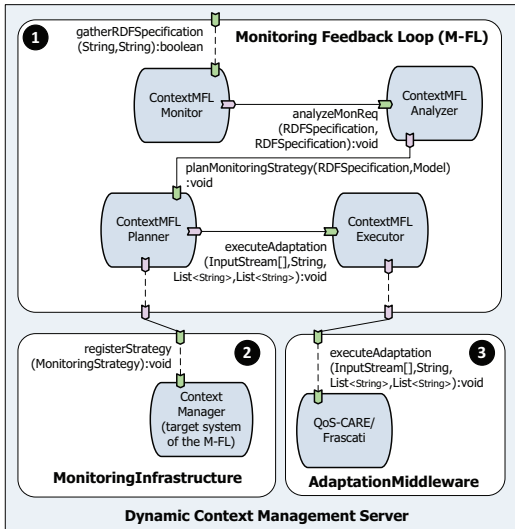 1
gatherRDFSpecification
(String,String):boolean
Monitoring Feedback Loop (M-FL)
ContextMFL
Monitor
analyzeMonReq
(RDFSpecification,
RDFSpecification):void
ContextMFL
Analyzer
planMonitoringStrategy(RDFSpecification,Model)
:void
ContextMFL
Planner
executeAdaptation
(InputStream[],String,
List<String>,List<String>):void
ContextMFL
Executor
registerStrategy
(MonitoringStrategy):void
2
Context
Manager
(target system
of the M-FL)
MonitoringInfrastructure
executeAdaptation
(InputStream[],String,
List<String>,List<String>):void
3
QoS-CARE/
Frascati
AdaptationMiddleware
Dynamic Context Management Server